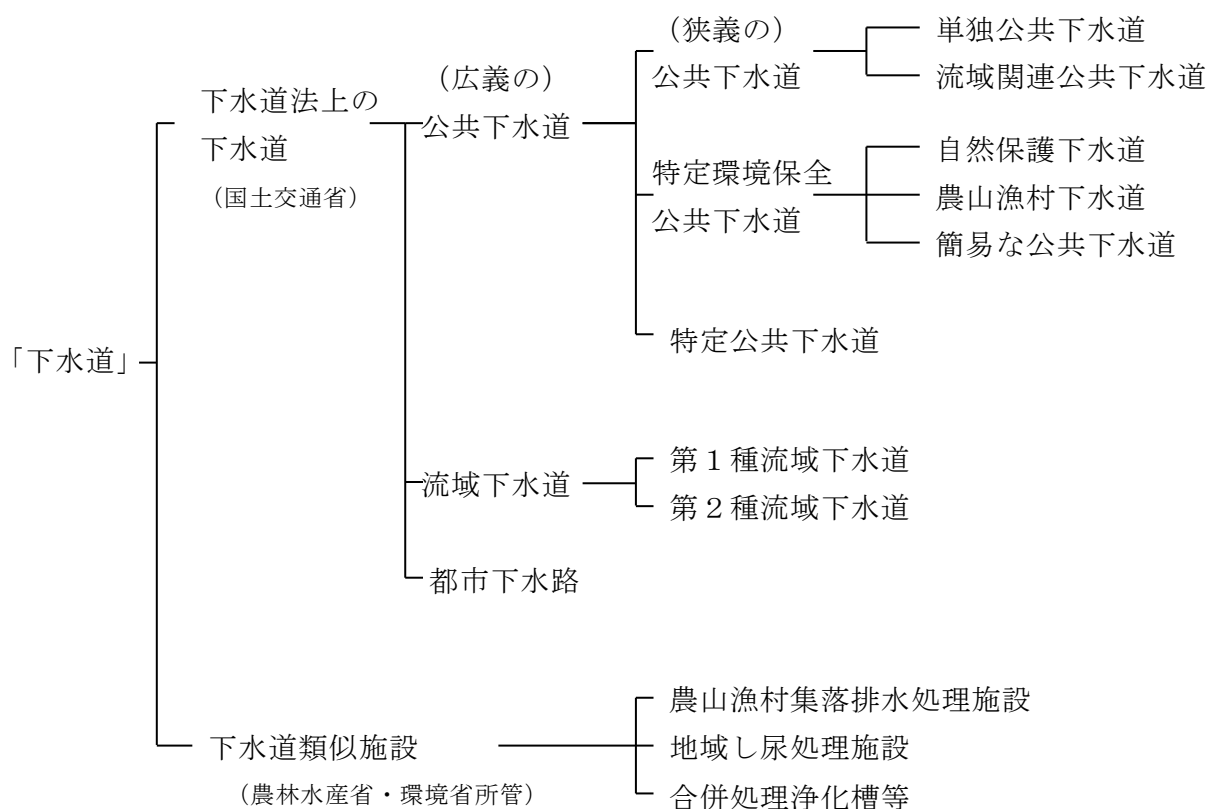 「下水道」
下水道法上の
下水道
（国土交通省）
（広義の）
公共下水道
（狭義の）
公共下水道
単独公共下水道
流域関連公共下水道
特定環境保全
公共下水道
自然保護下水道
農山漁村下水道
簡易な公共下水道
特定公共下水道
流域下水道
第１種流域下水道
第２種流域下水道
都市下水路
下水道類似施設
（農林水産省・環境省所管）
農山漁村集落排水処理施設
地域し尿処理施設
合併処理浄化槽等